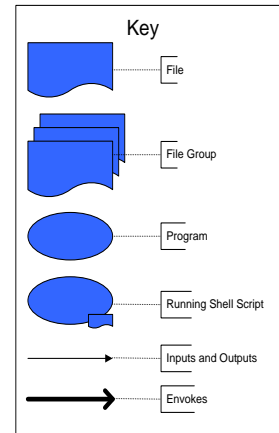 Key
File
File Group
Program
Running Shell Script
Inputs and Outputs
Envokes